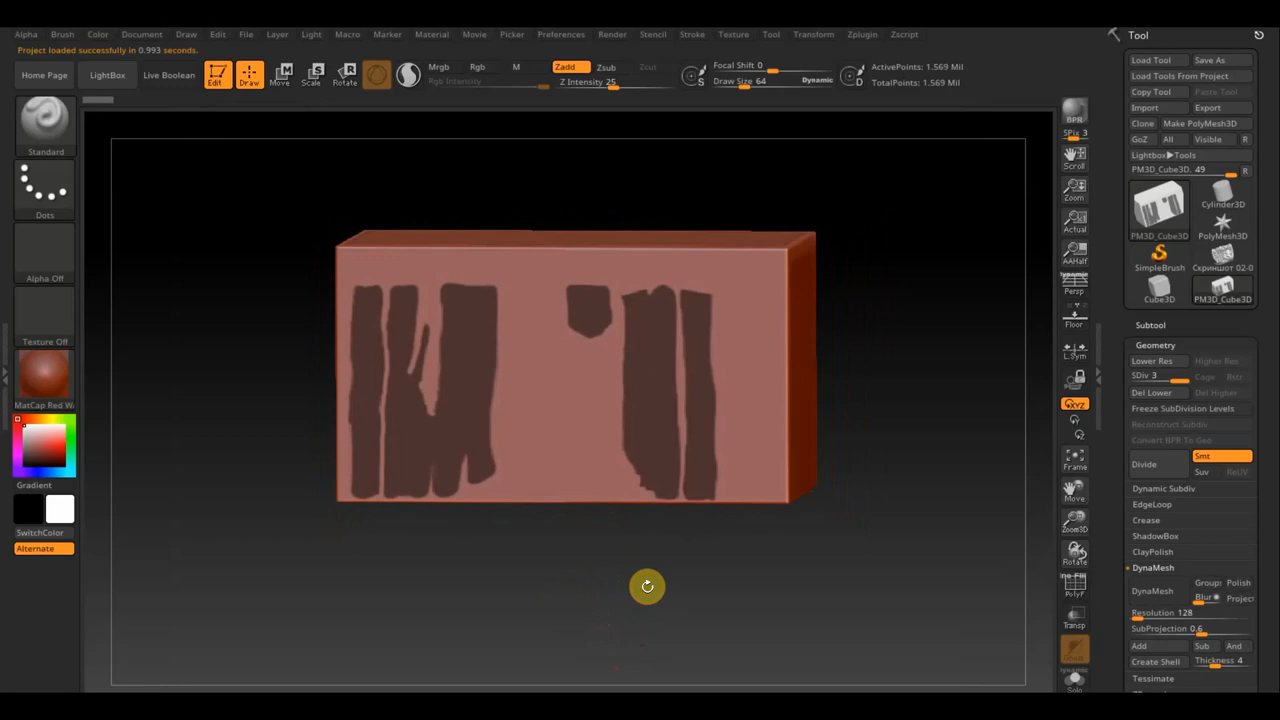 Alpha Brush Color Document Draw Edit File Layer Light Macro Marker Material Movie Picker Preferences Render Stencil Stroke Texture Tool Transform Zplugin Zscript
Tool
Project loaded successfully in 0.993 seconds.
Home Page LightBox Live Boolean Edit Draw Move Scale Rotate
Mrgb Rgb M Zadd Zsub Zcut
Rgb Intensity Z Intensity 25
Focal Shift 0
Draw Size 64 Dynamic
S D
ActivePoints: 1.569 Mil
TotalPoints: 1.569 Mil
Standard
Dots
Alpha Off
Texture Off
MatCap Red W
Gradient
SwitchColor
Alternate
BPR
SPix 3
Scroll
Zoom
Actual
AAHalf
Dynamic
Persp
Floor
L.Sym
XYZ
Y
Z
Frame
Move
Zoom3D
Rotate
Line Fill
PolyF
Transp
Ghost
Dynamic
Solo
Load Tool Save As
Load Tools From Project
Copy Tool Paste Tool
Import Export
Clone Make PolyMesh3D
GoZ All Visible R
Lightbox▶Tools
PM3D_Cube3D. 49 R
PM3D_Cube3D
Cylinder3D
PolyMesh3D
SimpleBrush
Скриншот 02-0
Cube3D
PM3D_Cube3D
Subtool
Geometry
Lower Res Higher Res
SDiv 3 Cage Rstr
Del Lower Del Higher
Freeze SubDivision Levels
Reconstruct Subdiv
Convert BPR To Geo
Divide Smt
Suv ReUV
Dynamic Subdiv
EdgeLoop
Crease
ShadowBox
ClayPolish
DynaMesh
DynaMesh Groups Polish
Blur Project
Resolution 128
SubProjection 0.6
Add Sub And
Create Shell Thickness 4
Tessimate